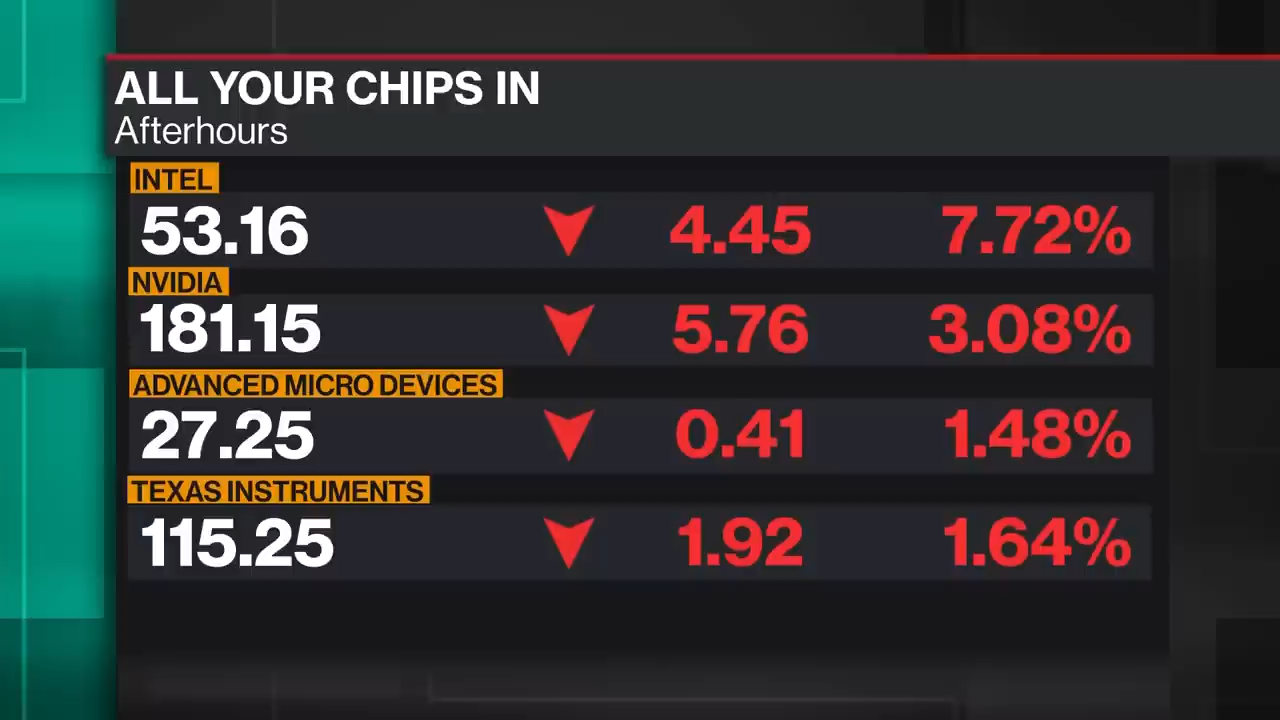 ALL YOUR CHIPS IN
Afterhours
INTEL
53.16 4.45 7.72%
NVIDIA
181.15 5.76 3.08%
ADVANCED MICRO DEVICES
27.25 0.41 1.48%
TEXAS INSTRUMENTS
115.25 1.92 1.64%